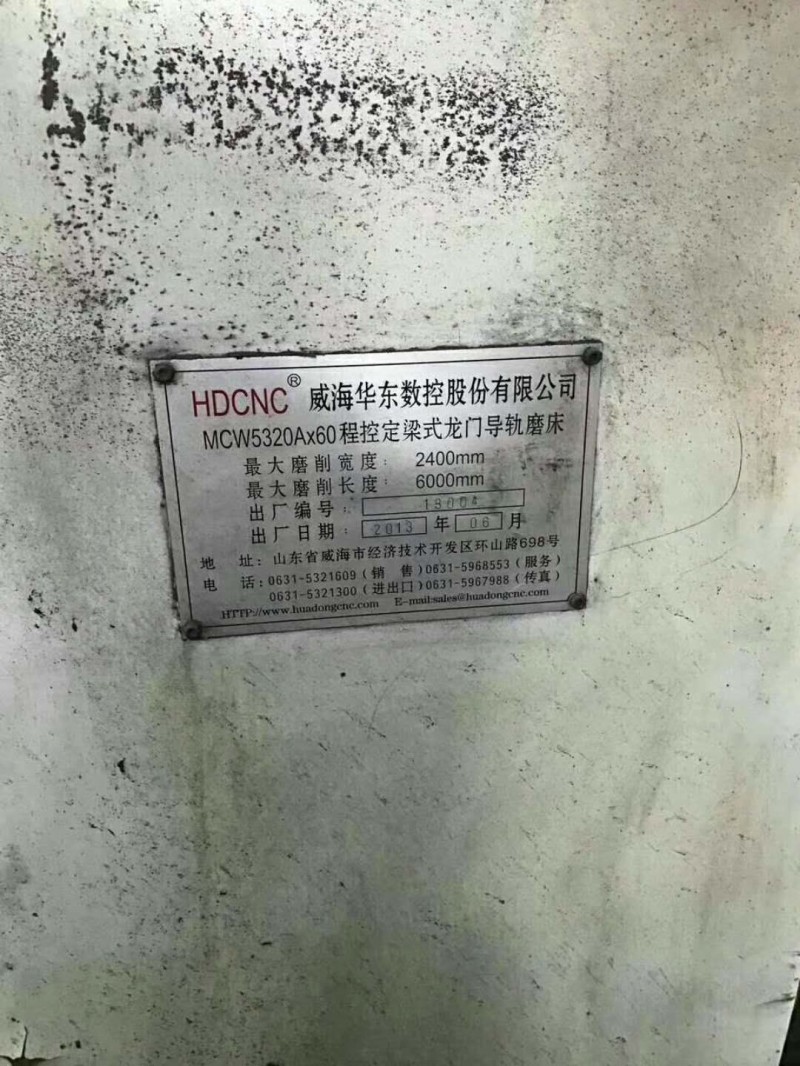 HDCNC® 威海华东数控股份有限公司
MCW5320Ax60程控定梁式龙门导轨磨床
最大磨削宽度: 2400mm
最大磨削长度: 6000mm
出厂编号: 18004
出厂日期: 2013 年 06 月
地 址: 山东省威海市经济技术开发区环山路698号
电 话: 0631-5321609(销 售) 0631-5968553(服务)
0631-5321300(进出口) 0631-5967988(传真)
HTTP://www.huadongcnc.com E-mail:sales@huadongcnc.com